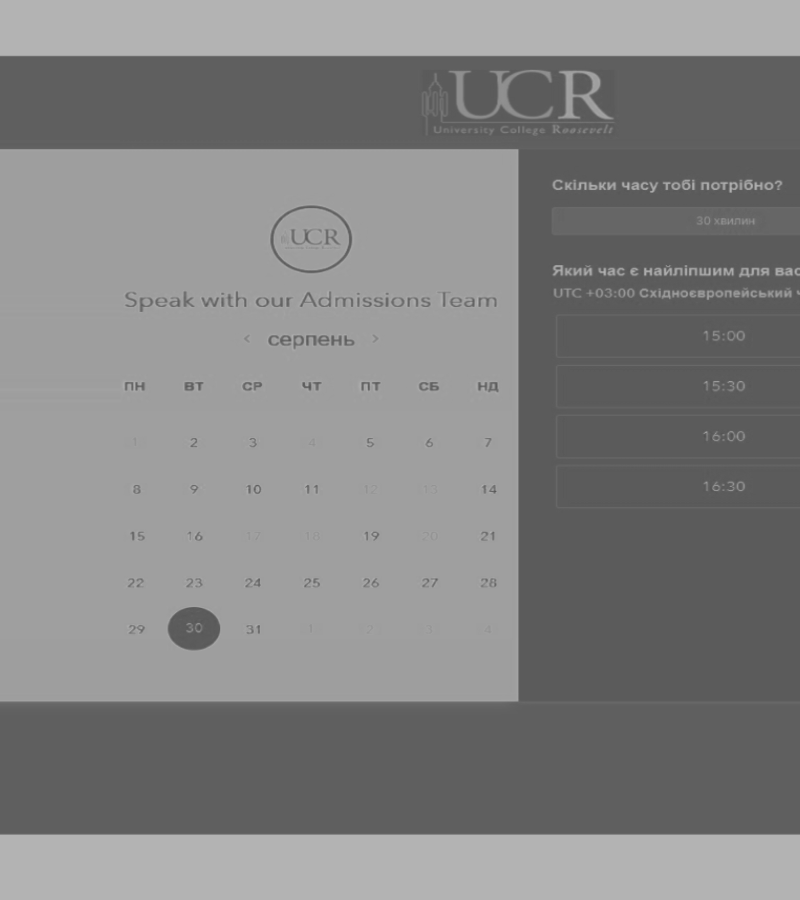 UCR
University College Roosevelt
UCR
Speak with our Admissions Team
< серпень >
ПН ВТ СР ЧТ ПТ СБ НД
1 2 3 4 5 6 7
8 9 10 11 12 13 14
15 16 17 18 19 20 21
22 23 24 25 26 27 28
29 30 31 1 2 3 4
Скільки часу тобі потрібно?
30 хвилин
Який час є найліпшим для вас
UTC +03:00 Східноєвропейський ч
15:00
15:30
16:00
16:30